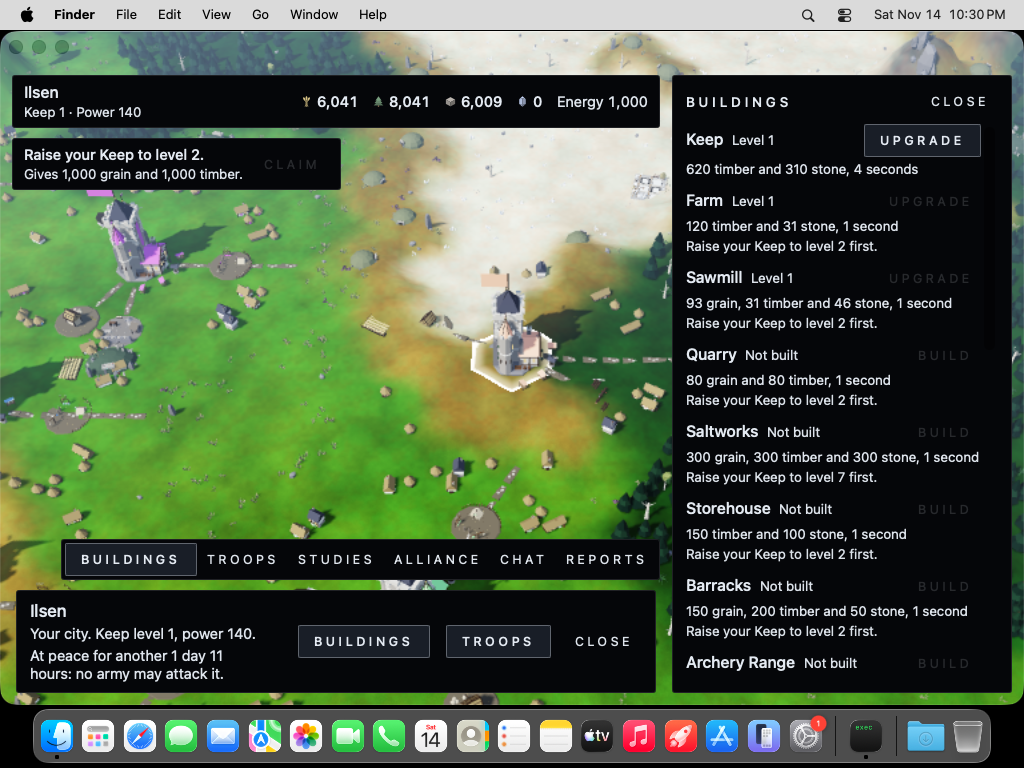 Finder File Edit View Go Window Help Sat Nov 14 10:30 PM
Ilsen
Keep 1 · Power 140
6,041 8,041 6,009 0 Energy 1,000
Raise your Keep to level 2.
Gives 1,000 grain and 1,000 timber.
CLAIM
BUILDINGS CLOSE
Keep Level 1 UPGRADE
620 timber and 310 stone, 4 seconds
Farm Level 1 UPGRADE
120 timber and 31 stone, 1 second
Raise your Keep to level 2 first.
Sawmill Level 1 UPGRADE
93 grain, 31 timber and 46 stone, 1 second
Raise your Keep to level 2 first.
Quarry Not built BUILD
80 grain and 80 timber, 1 second
Raise your Keep to level 2 first.
Saltworks Not built BUILD
300 grain, 300 timber and 300 stone, 1 second
Raise your Keep to level 7 first.
Storehouse Not built BUILD
150 timber and 100 stone, 1 second
Raise your Keep to level 2 first.
Barracks Not built BUILD
150 grain, 200 timber and 50 stone, 1 second
Raise your Keep to level 2 first.
Archery Range Not built BUILD
BUILDINGS TROOPS STUDIES ALLIANCE CHAT REPORTS
Ilsen
Your city. Keep level 1, power 140.
At peace for another 1 day 11
hours: no army may attack it.
BUILDINGS TROOPS CLOSE
Sat
14
tv
1
exec